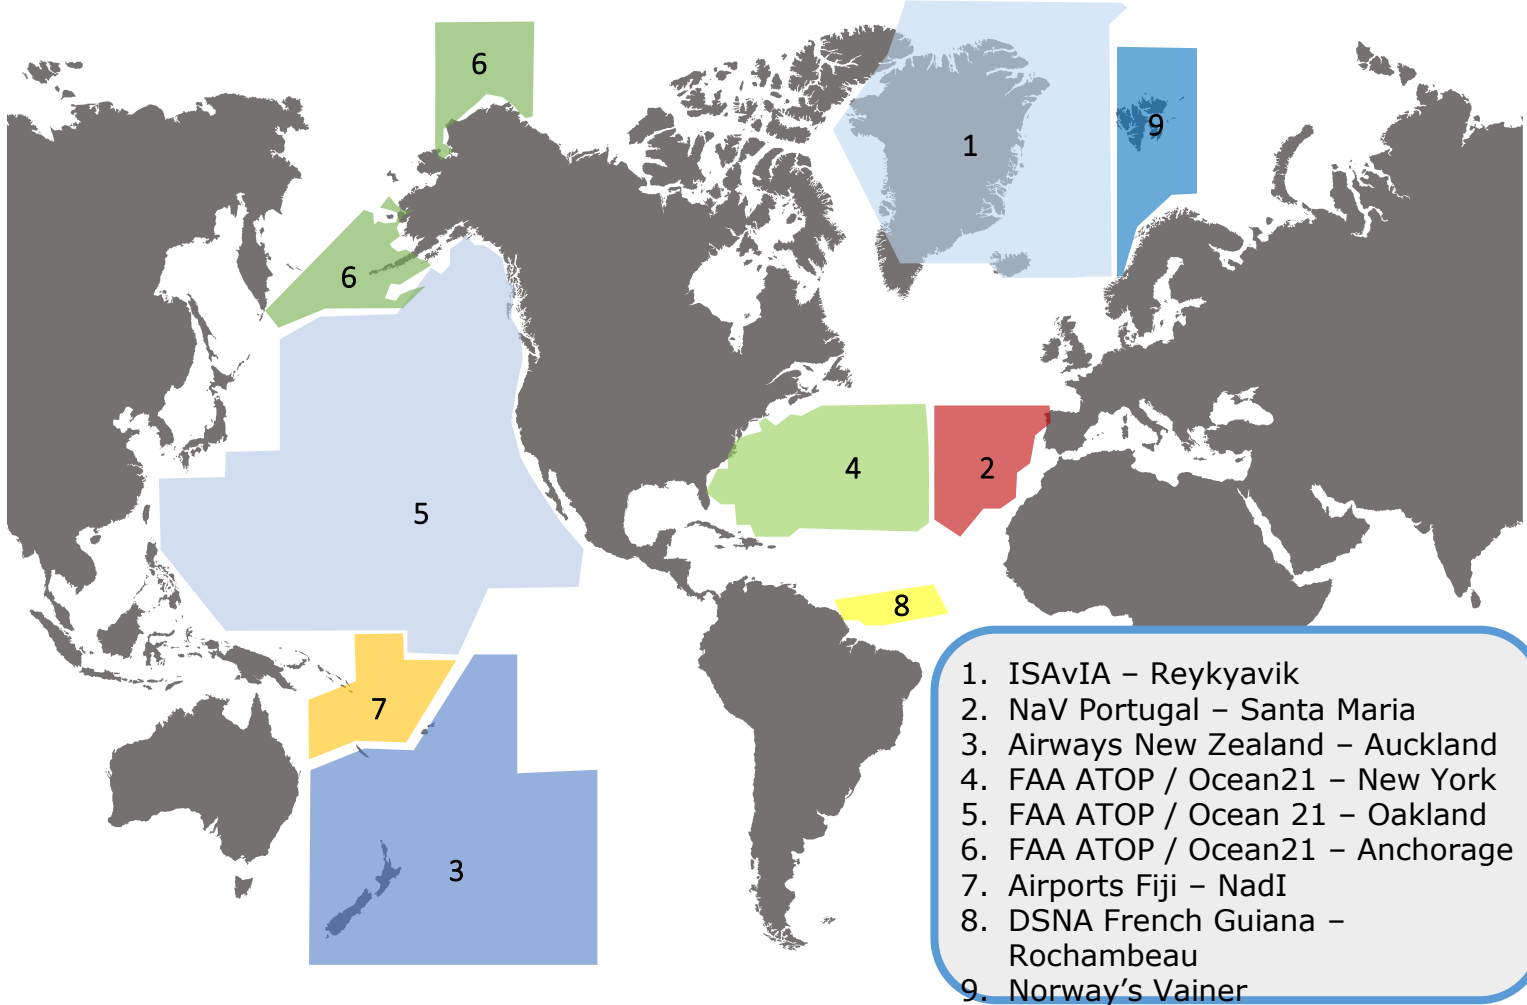 6
1
9
6
4
2
5
8
7
3
1. ISAvIA – Reykyavik
2. NaV Portugal – Santa Maria
3. Airways New Zealand – Auckland
4. FAA ATOP / Ocean21 – New York
5. FAA ATOP / Ocean 21 – Oakland
6. FAA ATOP / Ocean21 – Anchorage
7. Airports Fiji – NadI
8. DSNA French Guiana –
Rochambeau
9. Norway's Vainer